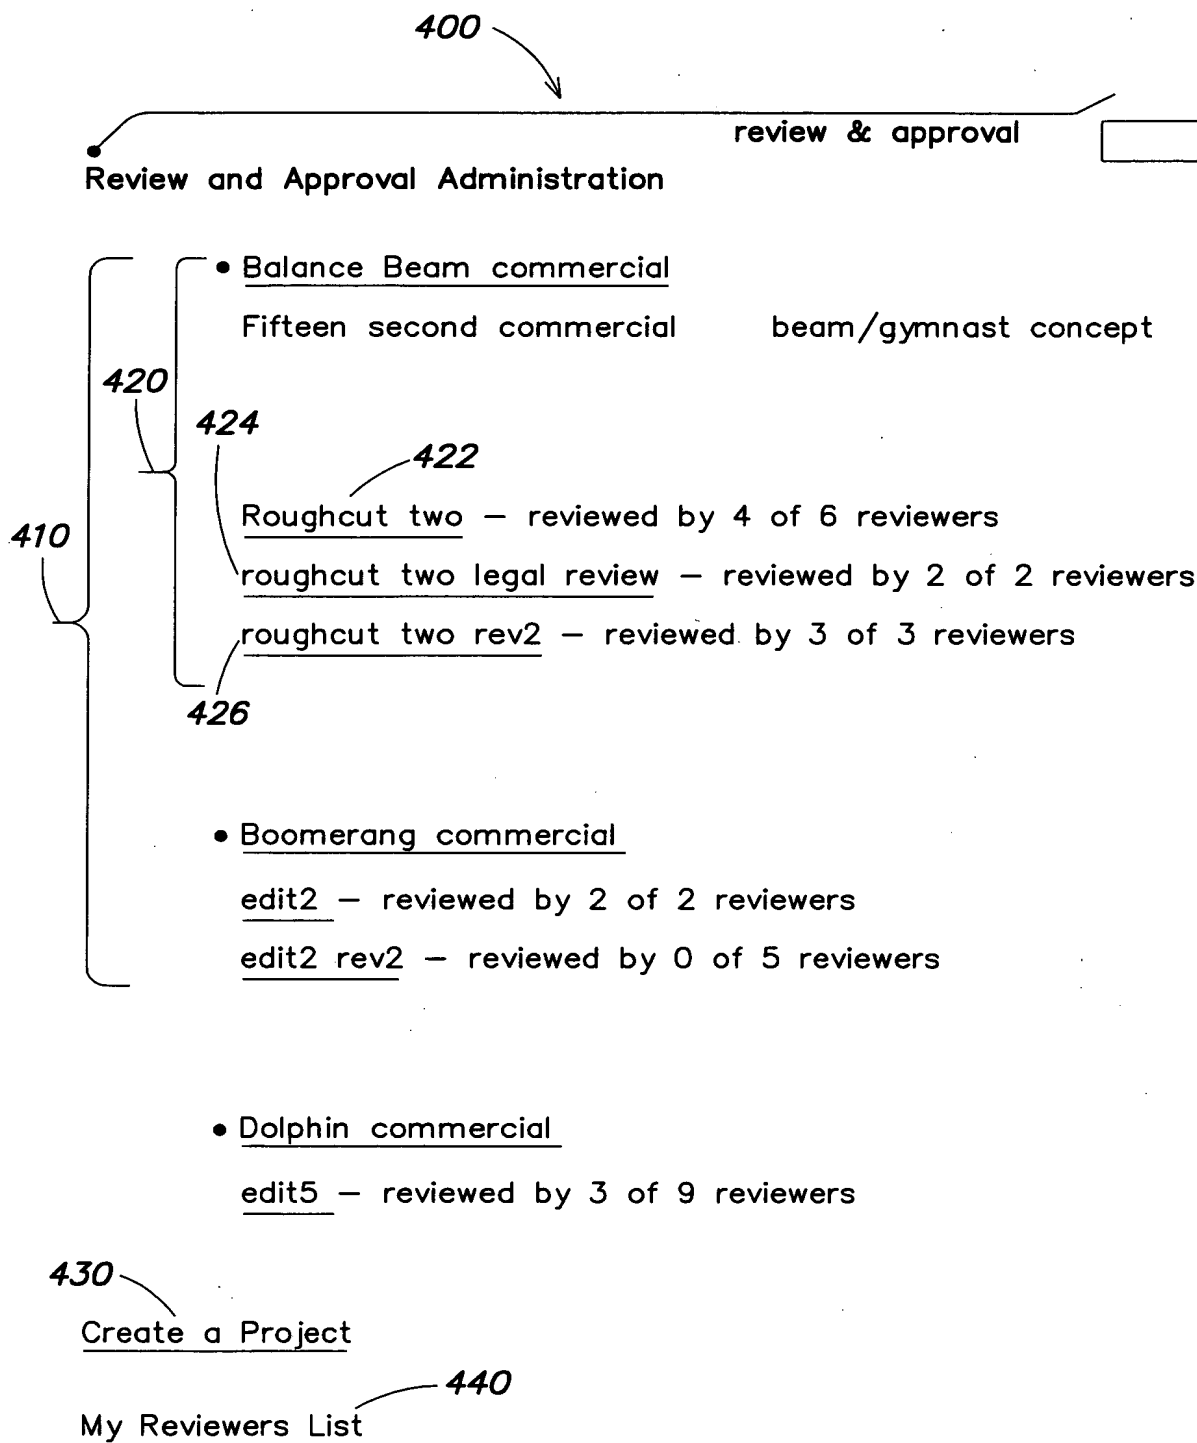 400
review & approval
Review and Approval Administration
• Balance Beam commercial
Fifteen second commercial beam/gymnast concept
420
424
422
Roughcut two – reviewed by 4 of 6 reviewers
410
roughcut two legal review – reviewed by 2 of 2 reviewers
roughcut two rev2 – reviewed by 3 of 3 reviewers
426
• Boomerang commercial
edit2 – reviewed by 2 of 2 reviewers
edit2 rev2 – reviewed by 0 of 5 reviewers
• Dolphin commercial
edit5 – reviewed by 3 of 9 reviewers
430
Create a Project
440
My Reviewers List